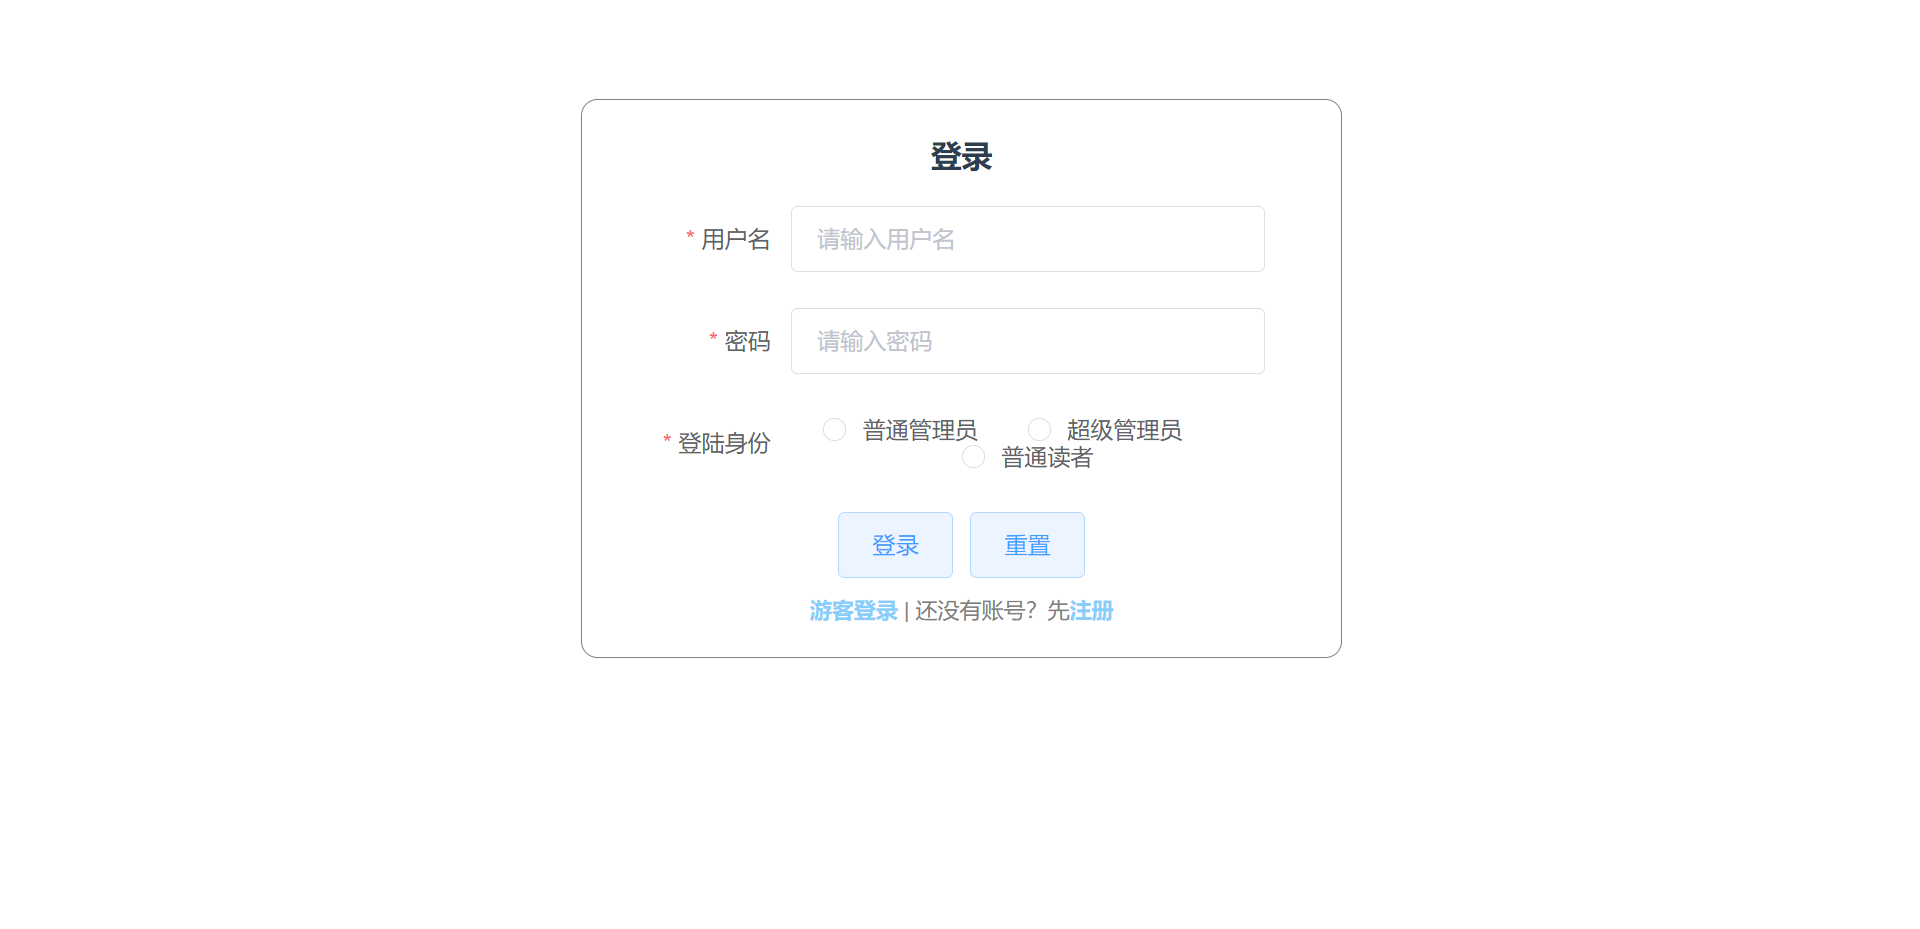 登录
* 用户名 请输入用户名
* 密码 请输入密码
* 登陆身份 普通管理员 超级管理员
普通读者
登录 重置
游客登录 | 还没有账号？先注册